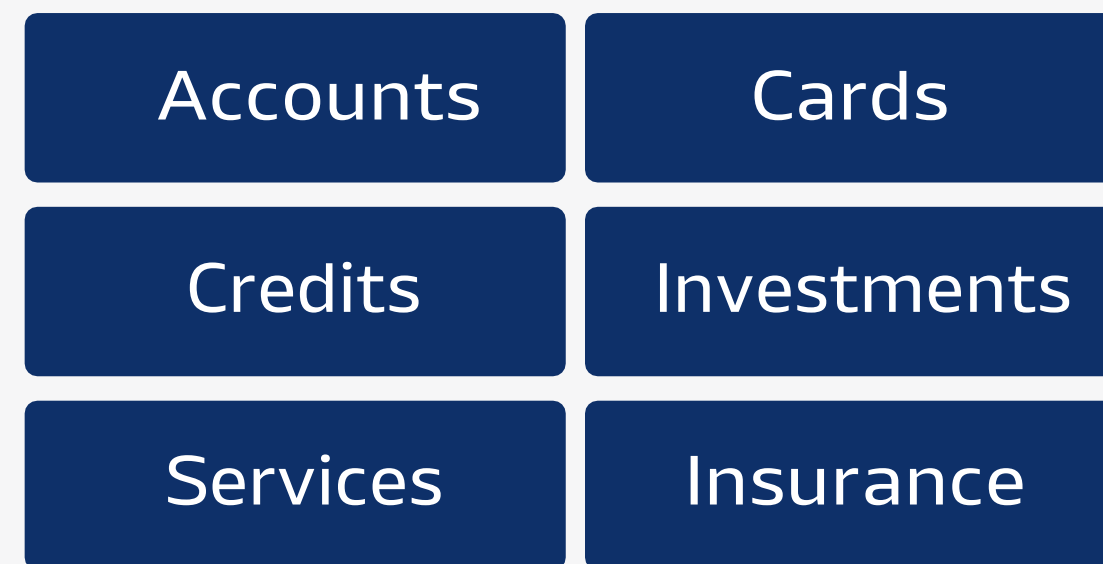 Accounts
Cards
Credits
Investments
Services
Insurance